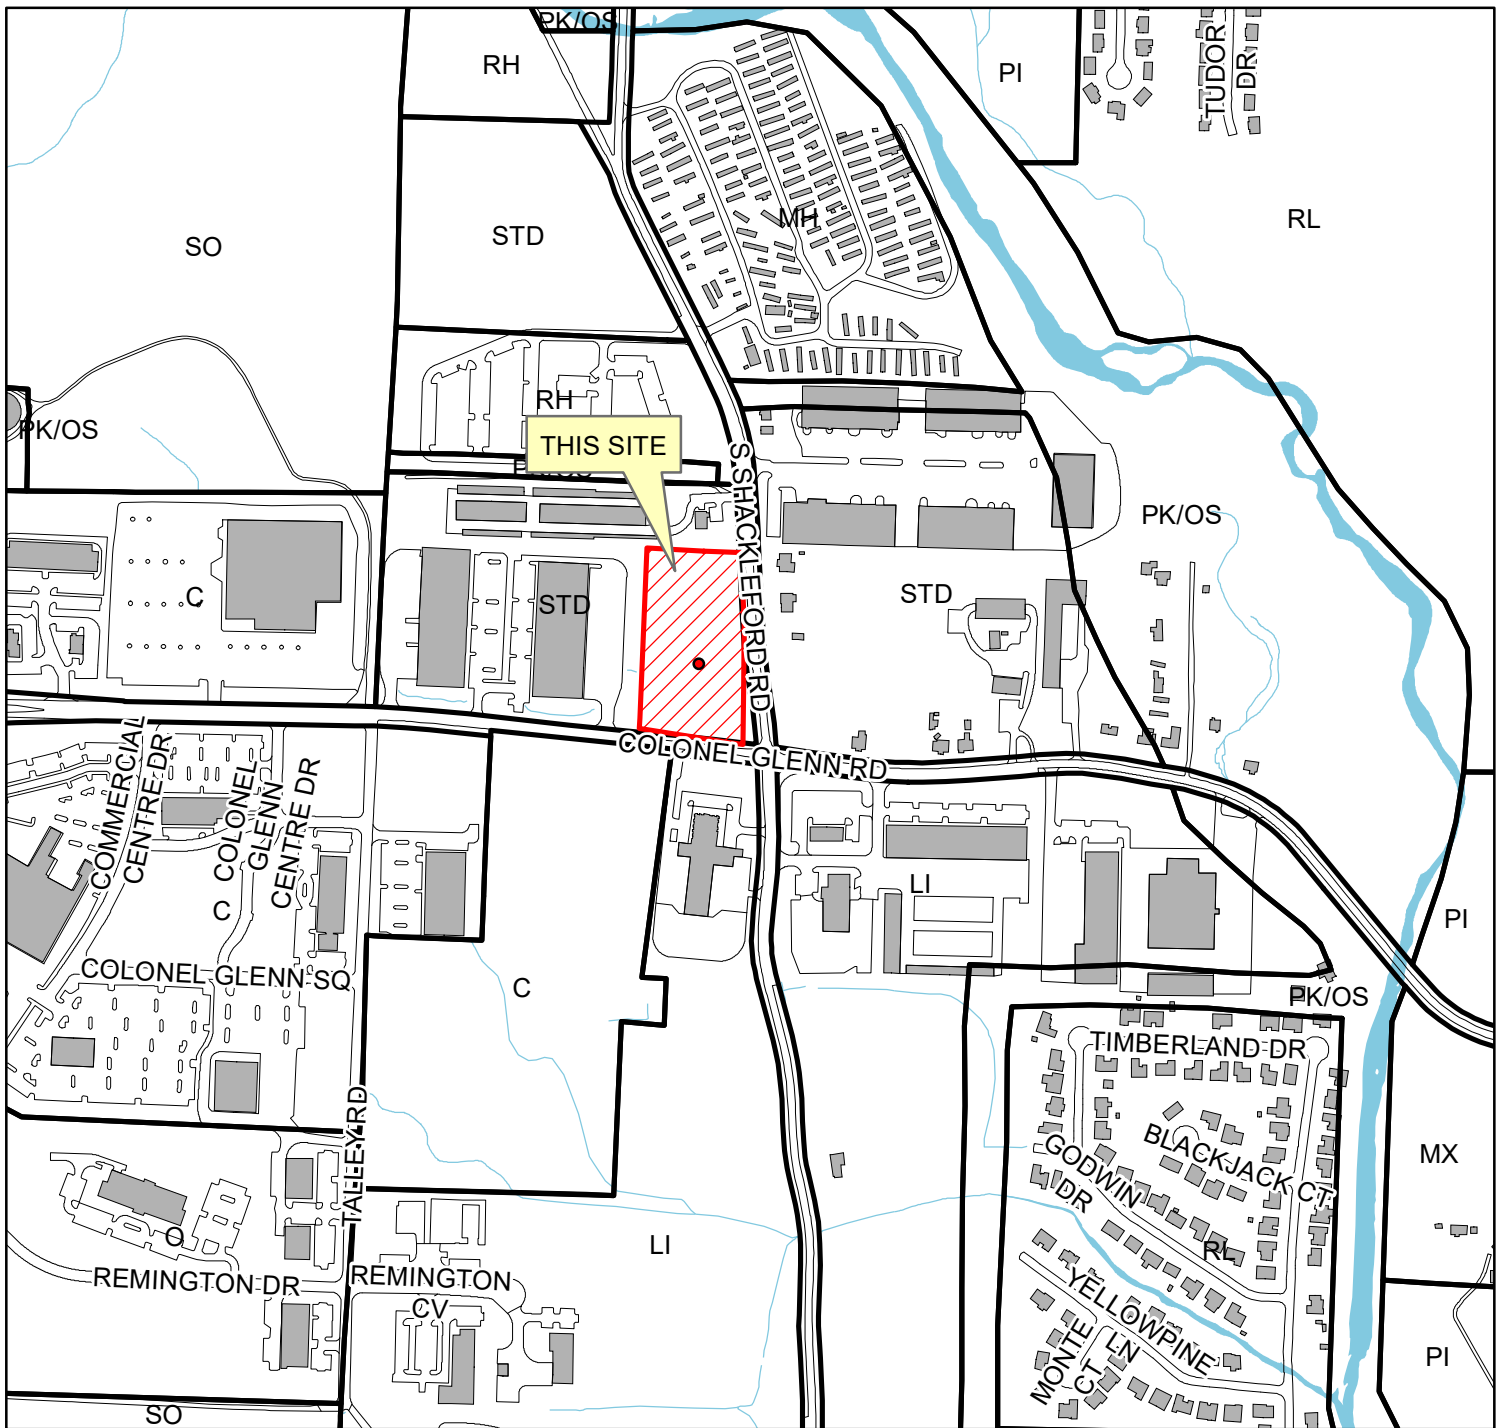 PK/OS
RH
PI
TUDOR
DR
SO
STD
MH
RL
RH
THIS SITE
PK/OS
PK/OS
S SHACKLEFORD RD
PK/OS
C
STD
STD
COLONEL GLENN RD
COMMERCIAL
CENTRE DR
COLONEL
GLENN
CENTRE DR
LI
C
PI
COLONEL GLENN SQ
C
PK/OS
TIMBERLAND DR
TALLEY RD
GODWIN
DR
BLACKJACK CT
MX
O
LI
RL
REMINGTON DR
REMINGTON
CV
YELLOWPINE
LN
MONTE
CT
PI
SO